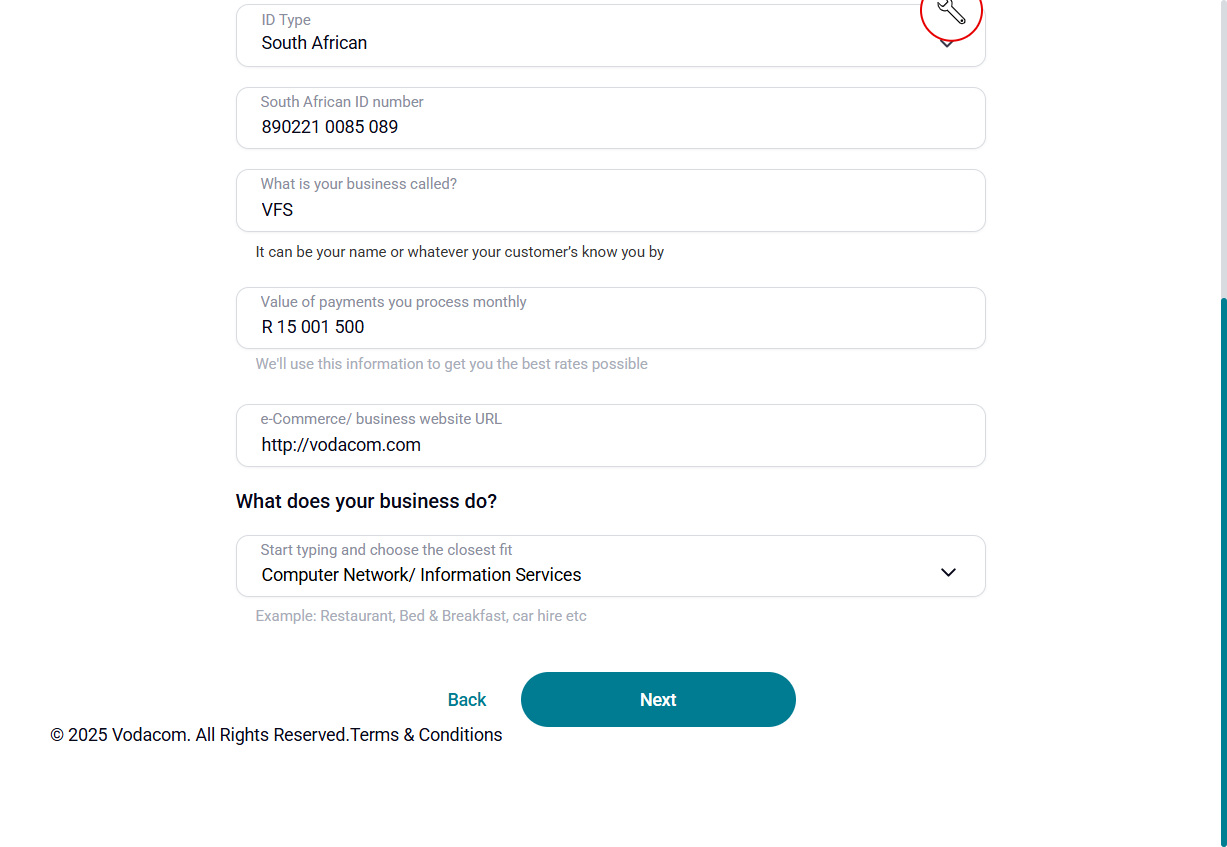 ID Type
South African
South African ID number
890221 0085 089
What is your business called?
VFS
It can be your name or whatever your customer's know you by
Value of payments you process monthly
R 15 001 500
We'll use this information to get you the best rates possible
e-Commerce/ business website URL
http://vodacom.com
What does your business do?
Start typing and choose the closest fit
Computer Network/ Information Services
Example: Restaurant, Bed & Breakfast, car hire etc
Back Next
© 2025 Vodacom. All Rights Reserved.Terms & Conditions